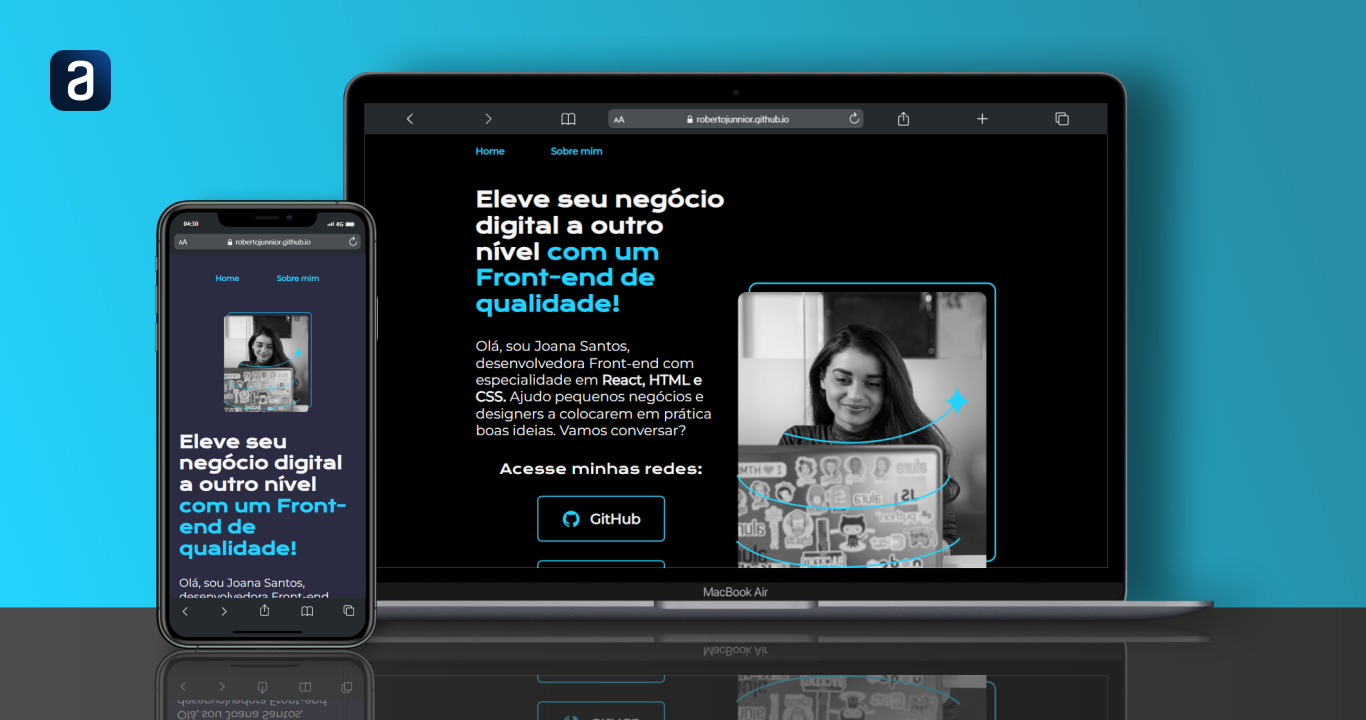 a
AA robertojunnior.github.io
Home Sobre mim
Eleve seu negócio
digital a outro
nível com um
Front-end de
qualidade!
Olá, sou Joana Santos,
desenvolvedora Front-end com
especialidade em React, HTML e
CSS. Ajudo pequenos negócios e
designers a colocarem em prática
boas ideias. Vamos conversar?
Acesse minhas redes:
GitHub
MacBook Air
04:30 4G
AA robertojunnior.github.io
Home Sobre mim
Eleve seu
negócio digital
a outro nível
com um Front-
end de
qualidade!
Olá, sou Joana Santos,
desenvolvedora Front-end